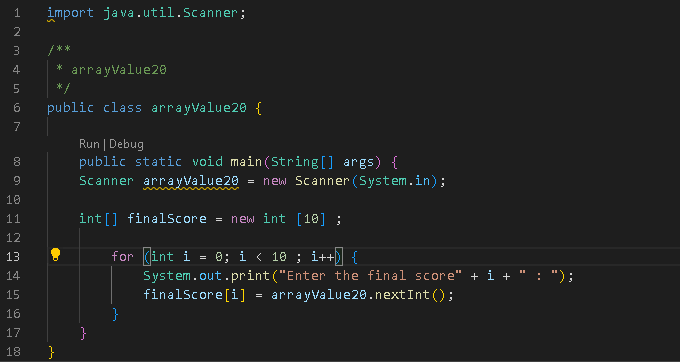 1 import java.util.Scanner;
2
3 /**
4 * arrayValue20
5 */
6 public class arrayValue20 {
7
Run | Debug
8 public static void main(String[] args) {
9 Scanner arrayValue20 = new Scanner(System.in);
10
11 int[] finalScore = new int [10] ;
12
13 for (int i = 0; i < 10 ; i++) {
14 System.out.print("Enter the final score" + i + " : ");
15 finalScore[i] = arrayValue20.nextInt();
16 }
17 }
18 }